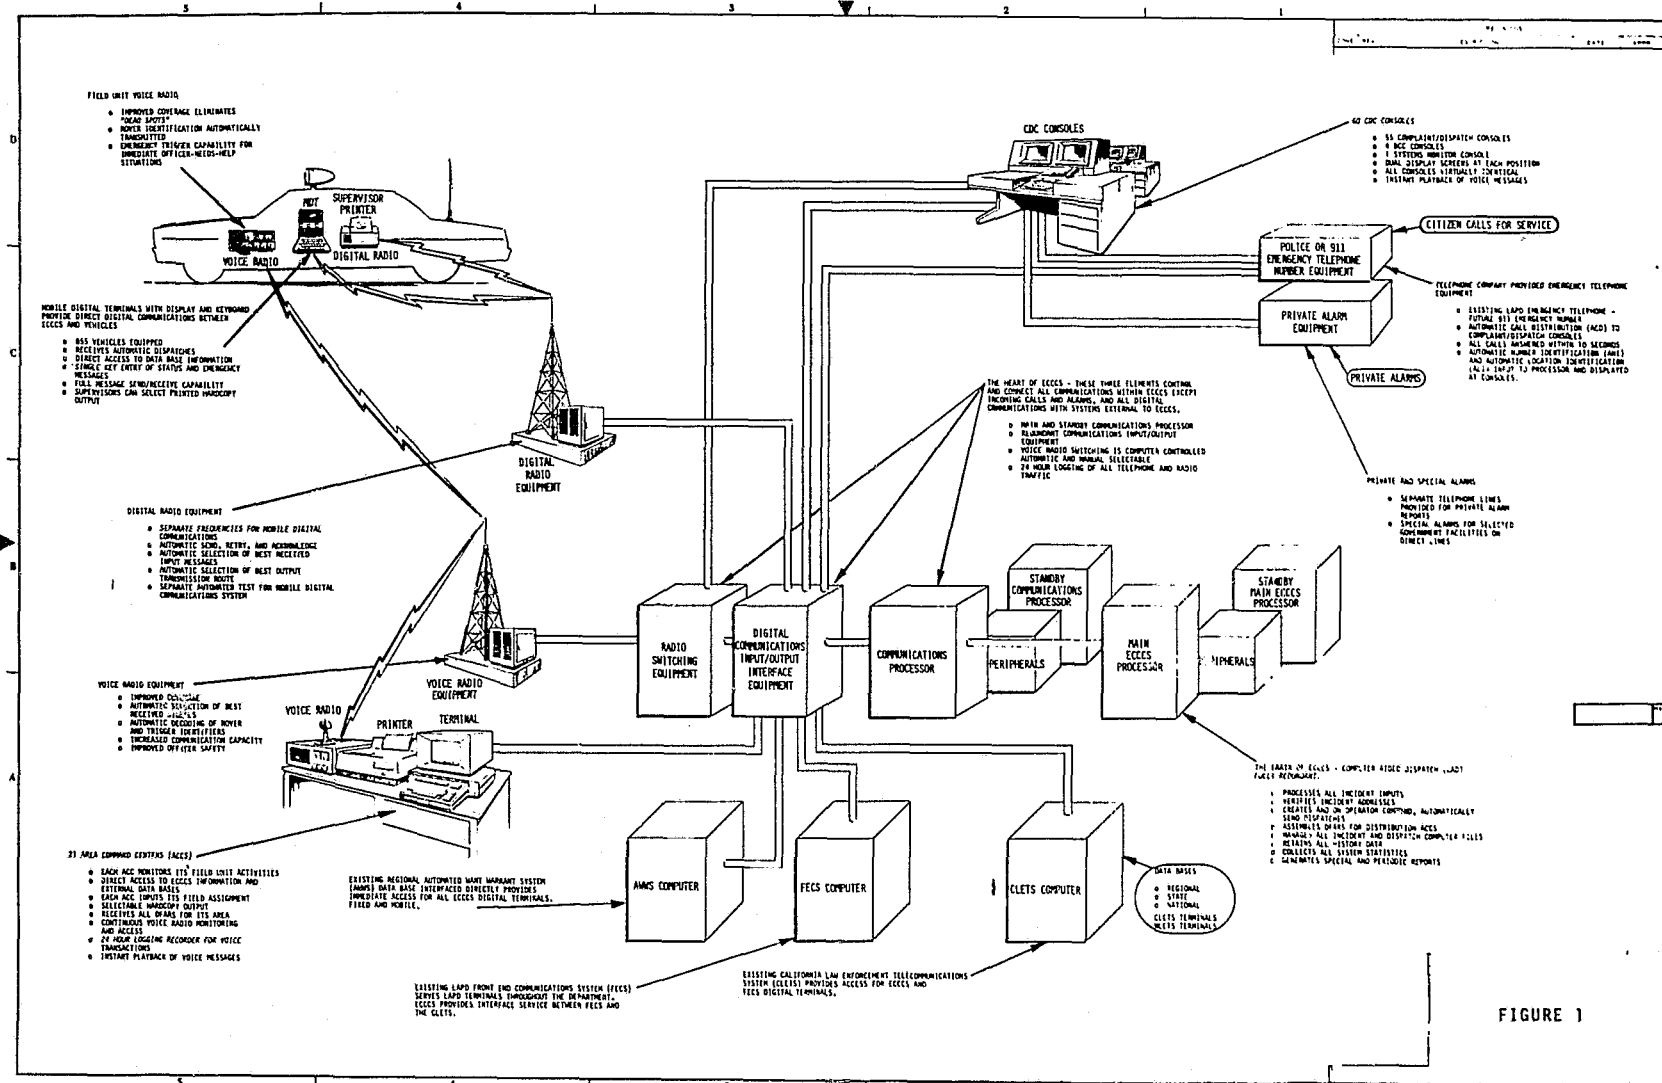 5 4 3 2 1
FIELD UNIT VOICE RADIO
o IMPROVED COVERAGE ELIMINATES
"DEAD SPOTS"
o ROVER IDENTIFICATION AUTOMATICALLY
TRANSMITTED
o EMERGENCY TRIGGER CAPABILITY FOR
IMMEDIATE OFFICER-NEEDS-HELP
SITUATIONS
MDT
SUPERVISOR
PRINTER
VOICE RADIO
DIGITAL RADIO
MOBILE DIGITAL TERMINALS WITH DISPLAY AND KEYBOARD
PROVIDE DIRECT DIGITAL COMMUNICATIONS BETWEEN
ECCCS AND VEHICLES
o 855 VEHICLES EQUIPPED
o RECEIVES AUTOMATIC DISPATCHES
o DIRECT ACCESS TO DATA BASE INFORMATION
o SINGLE KEY ENTRY OF STATUS AND EMERGENCY
MESSAGES
o FULL MESSAGE SEND/RECEIVE CAPABILITY
o SUPERVISORS CAN SELECT PRINTED HARDCOPY
OUTPUT
CDC CONSOLES
60 CDC CONSOLES
o 55 COMPLAINT/DISPATCH CONSOLES
o 4 BCC CONSOLES
o 1 SYSTEMS MONITOR CONSOLE
o DUAL DISPLAY SCREENS AT EACH POSITION
o ALL CONSOLES VIRTUALLY IDENTICAL
o INSTANT PLAYBACK OF VOICE MESSAGES
CITIZEN CALLS FOR SERVICE
POLICE OR 911
EMERGENCY TELEPHONE
NUMBER EQUIPMENT
TELEPHONE COMPANY PROVIDED EMERGENCY TELEPHONE
EQUIPMENT
o EXISTING LAPD EMERGENCY TELEPHONE -
FUTURE 911 EMERGENCY NUMBER
o AUTOMATIC CALL DISTRIBUTION (ACD) TO
COMPLAINT/DISPATCH CONSOLES
o ALL CALLS ANSWERED WITHIN 10 SECONDS
o AUTOMATIC NUMBER IDENTIFICATION (ANI)
AND AUTOMATIC LOCATION IDENTIFICATION
(ALI) INPUT TO PROCESSOR AND DISPLAYED
AT CONSOLES.
PRIVATE ALARM
EQUIPMENT
PRIVATE ALARMS
PRIVATE AND SPECIAL ALARMS
o SEPARATE TELEPHONE LINES
PROVIDED FOR PRIVATE ALARM
REPORTS
o SPECIAL ALARMS FOR SELECTED
GOVERNMENT FACILITIES ON
DIRECT LINES
THE HEART OF ECCCS - THESE THREE ELEMENTS CONTROL
AND CONNECT ALL COMMUNICATIONS WITHIN ECCCS EXCEPT
INCOMING CALLS AND ALARMS, AND ALL DIGITAL
COMMUNICATIONS WITH SYSTEMS EXTERNAL TO ECCCS.
o MAIN AND STANDBY COMMUNICATIONS PROCESSOR
o REDUNDANT COMMUNICATIONS INPUT/OUTPUT
EQUIPMENT
o VOICE RADIO SWITCHING IS COMPUTER CONTROLLED
AUTOMATIC AND MANUAL SELECTABLE
o 24 HOUR LOGGING OF ALL TELEPHONE AND RADIO
TRAFFIC
DIGITAL
RADIO
EQUIPMENT
DIGITAL RADIO EQUIPMENT
o SEPARATE FREQUENCIES FOR MOBILE DIGITAL
COMMUNICATIONS
o AUTOMATIC SEND, RETRY, AND ACKNOWLEDGE
o AUTOMATIC SELECTION OF BEST RECEIVED
INPUT MESSAGES
o AUTOMATIC SELECTION OF BEST OUTPUT
TRANSMISSION ROUTE
o SEPARATE AUTOMATED TEST FOR MOBILE DIGITAL
COMMUNICATIONS SYSTEM
VOICE RADIO
EQUIPMENT
RADIO
SWITCHING
EQUIPMENT
DIGITAL
COMMUNICATIONS
INPUT/OUTPUT
INTERFACE
EQUIPMENT
COMMUNICATIONS
PROCESSOR
STANDBY
COMMUNICATIONS
PROCESSOR
PERIPHERALS
MAIN
ECCCS
PROCESSOR
STANDBY
MAIN ECCCS
PROCESSOR
PERIPHERALS
VOICE RADIO EQUIPMENT
o IMPROVED COVERAGE
o AUTOMATIC SELECTION OF BEST
RECEIVED
o AUTOMATIC DECODING OF ROVER
AND TRIGGER IDENTIFIERS
o INCREASED COMMUNICATION CAPACITY
o IMPROVED OFFICER SAFETY
VOICE RADIO
PRINTER
TERMINAL
THE BRAIN OF ECCCS - COMPUTER AIDED DISPATCH (CAD)
FULLY REDUNDANT.
PROCESSES ALL INCIDENT INPUTS
VERIFIES INCIDENT ADDRESSES
CREATES AND ON OPERATOR COMMAND, AUTOMATICALLY
SEND DISPATCHES
ASSEMBLES DFARS FOR DISTRIBUTION ACCS
MANAGES ALL INCIDENT AND DISPATCH COMPUTER FILES
RETAINS ALL HISTORY DATA
COLLECTS ALL SYSTEM STATISTICS
GENERATES SPECIAL AND PERIODIC REPORTS
21 AREA COMMAND CENTERS (ACCS)
o EACH ACC MONITORS ITS FIELD UNIT ACTIVITIES
o DIRECT ACCESS TO ECCCS INFORMATION AND
EXTERNAL DATA BASES
o EACH ACC INPUTS ITS FIELD ASSIGNMENT
o SELECTABLE HARDCOPY OUTPUT
o RECEIVES ALL DFARS FOR ITS AREA
o CONTINUOUS VOICE RADIO MONITORING
AND ACCESS
o 24 HOUR LOGGING RECORDER FOR VOICE
TRANSACTIONS
o INSTANT PLAYBACK OF VOICE MESSAGES
EXISTING REGIONAL AUTOMATED WANT WARRANT SYSTEM
(AWWS) DATA BASE INTERFACED DIRECTLY PROVIDES
IMMEDIATE ACCESS FOR ALL ECCCS DIGITAL TERMINALS,
FIXED AND MOBILE.
AWWS COMPUTER
FECS COMPUTER
CLETS COMPUTER
DATA BASES
o REGIONAL
o STATE
o NATIONAL
CLETS TERMINALS
NLETS TERMINALS
EXISTING LAPD FRONT END COMMUNICATIONS SYSTEM (FECS)
SERVES LAPD TERMINALS THROUGHOUT THE DEPARTMENT.
ECCCS PROVIDES INTERFACE SERVICE BETWEEN FECS AND
THE CLETS.
EXISTING CALIFORNIA LAW ENFORCEMENT TELECOMMUNICATIONS
SYSTEM (CLETS) PROVIDES ACCESS FOR ECCCS AND
FECS DIGITAL TERMINALS.
FIGURE 1
D
C
B
A
5 4